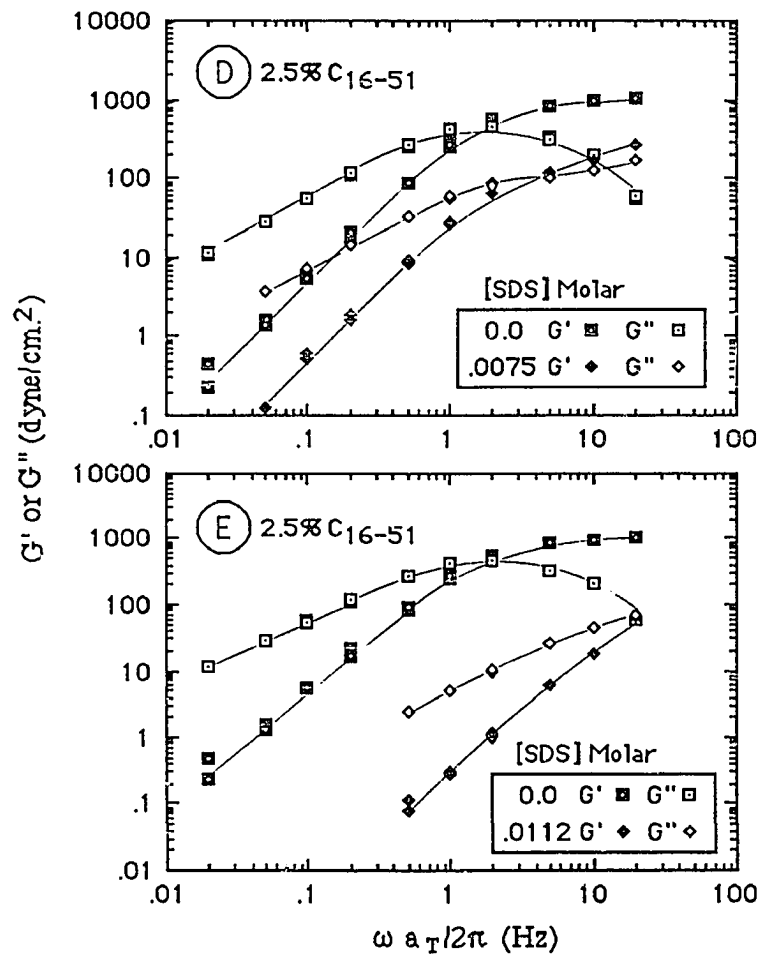 10000
1000
100
10
1
.1
D 2.5% C16-51
[SDS] Molar
0.0 G' G"
.0075 G' G"
.01 .1 1 10 100
G' or G" (dyne/cm.2)
10000
1000
100
10
1
.1
.01
E 2.5% C16-51
[SDS] Molar
0.0 G' G"
.0112 G' G"
.01 .1 1 10 100
ω aT/2π (Hz)